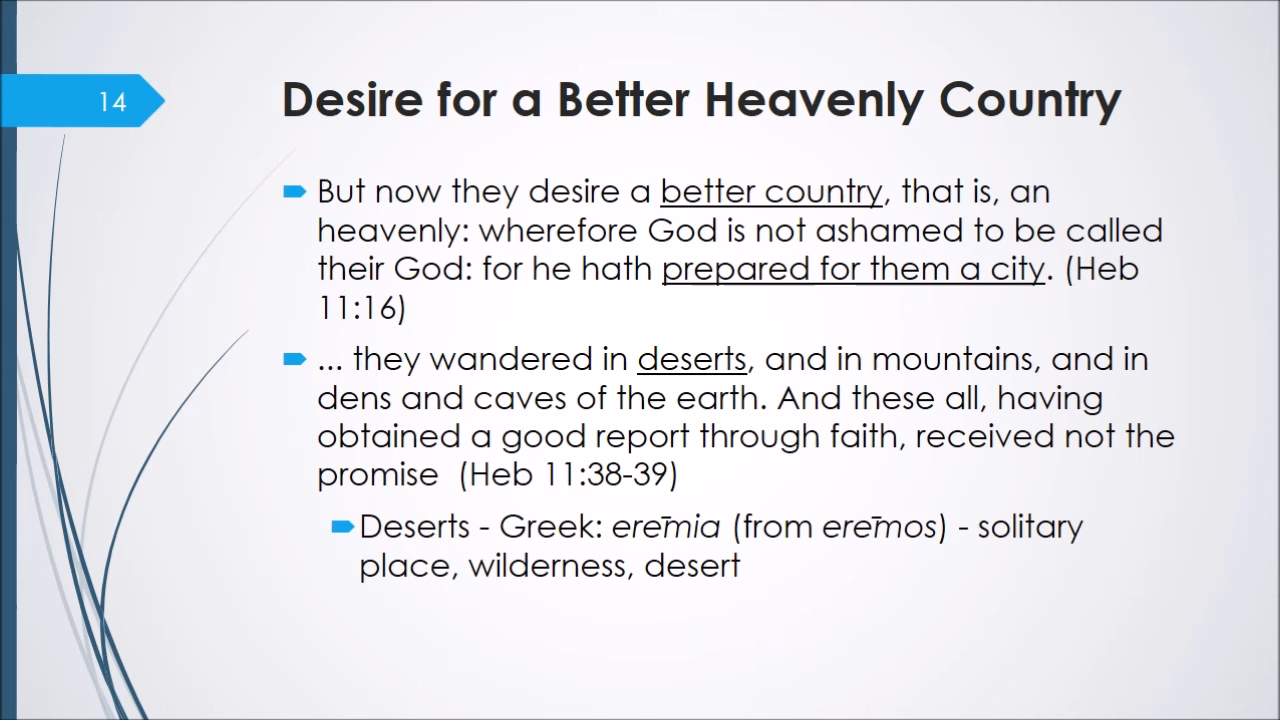 14
Desire for a Better Heavenly Country
But now they desire a better country, that is, an
heavenly: wherefore God is not ashamed to be called
their God: for he hath prepared for them a city. (Heb
11:16)
... they wandered in deserts, and in mountains, and in
dens and caves of the earth. And these all, having
obtained a good report through faith, received not the
promise  (Heb 11:38-39)
Deserts - Greek: erēmia (from erēmos) - solitary
place, wilderness, desert